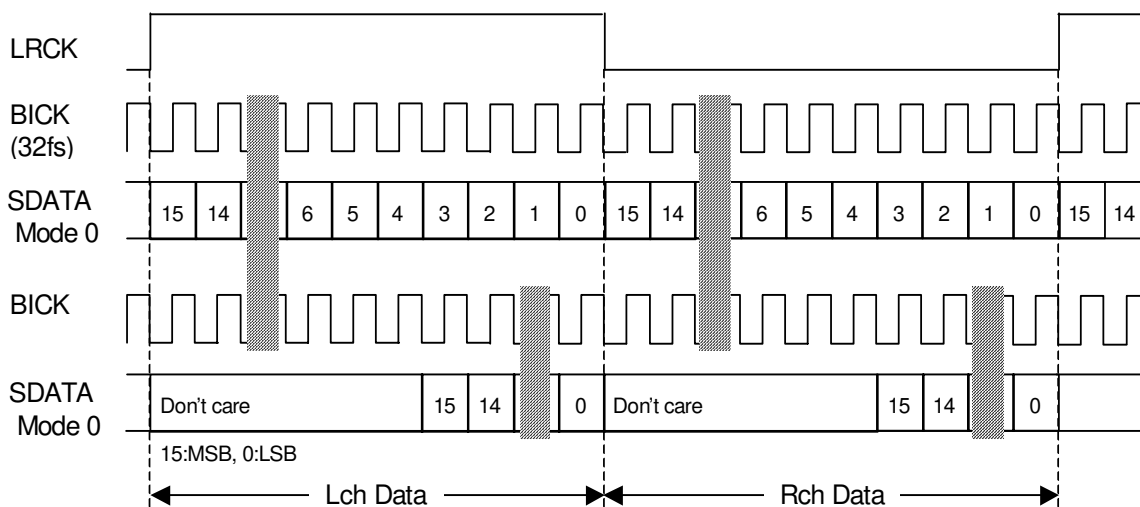 LRCK
BICK
(32fs)
SDATA
Mode 0
15 14 6 5 4 3 2 1 0 15 14 6 5 4 3 2 1 0 15 14
BICK
SDATA
Mode 0
Don't care 15 14 0 Don't care 15 14 0
15:MSB, 0:LSB
Lch Data Rch Data